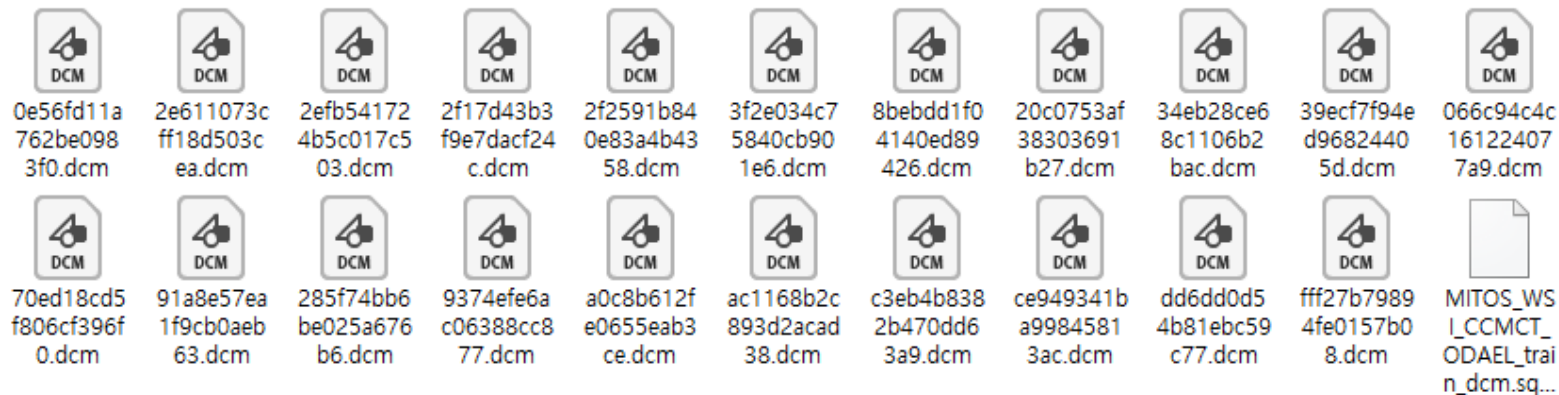 DCM DCM DCM DCM DCM DCM DCM DCM DCM DCM DCM
0e56fd11a 2e611073c 2efb54172 2f17d43b3 2f2591b84 3f2e034c7 8bebdd1f0 20c0753af 34eb28ce6 39ecf7f94e 066c94c4c
762be098 ff18d503c 4b5c017c5 f9e7dacf24 0e83a4b43 5840cb90 4140ed89 38303691 8c1106b2 d9682440 16122407
3f0.dcm ea.dcm 03.dcm c.dcm 58.dcm 1e6.dcm 426.dcm b27.dcm bac.dcm 5d.dcm 7a9.dcm
DCM DCM DCM DCM DCM DCM DCM DCM DCM DCM
70ed18cd5 91a8e57ea 285f74bb6 9374efe6a a0c8b612f ac1168b2c c3eb4b838 ce949341b dd6dd0d5 fff27b7989 MITOS_WS
f806cf396f 1f9cb0aeb be025a676 c06388cc8 e0655eab3 893d2acad 2b470dd6 a9984581 4b81ebc59 4fe0157b0 I_CCMCT_
0.dcm 63.dcm b6.dcm 77.dcm ce.dcm 38.dcm 3a9.dcm 3ac.dcm c77.dcm 8.dcm ODAEL_trai
n_dcm.sq...